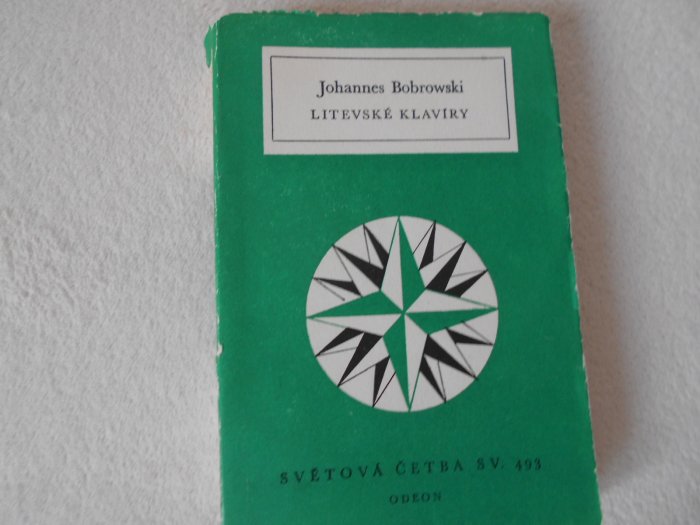 Johannes Bobrowski
LITEVSKÉ KLAVÍRY
SVĚTOVÁ ČETBA SV. 493
ODEON